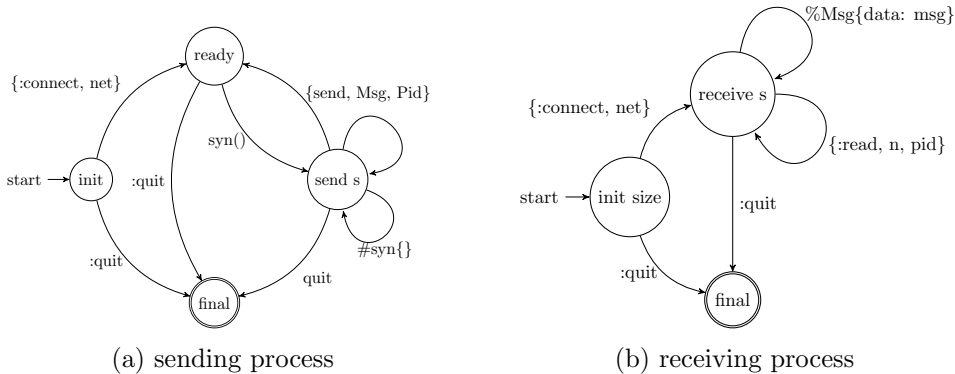 ready
{:connect, net}
{send, Msg, Pid}
syn()
start
init
:quit
send s
:quit
#syn{}
quit
final
(a) sending process
%Msg{data: msg}
receive s
{:connect, net}
{:read, n, pid}
start
init size
:quit
:quit
final
(b) receiving process